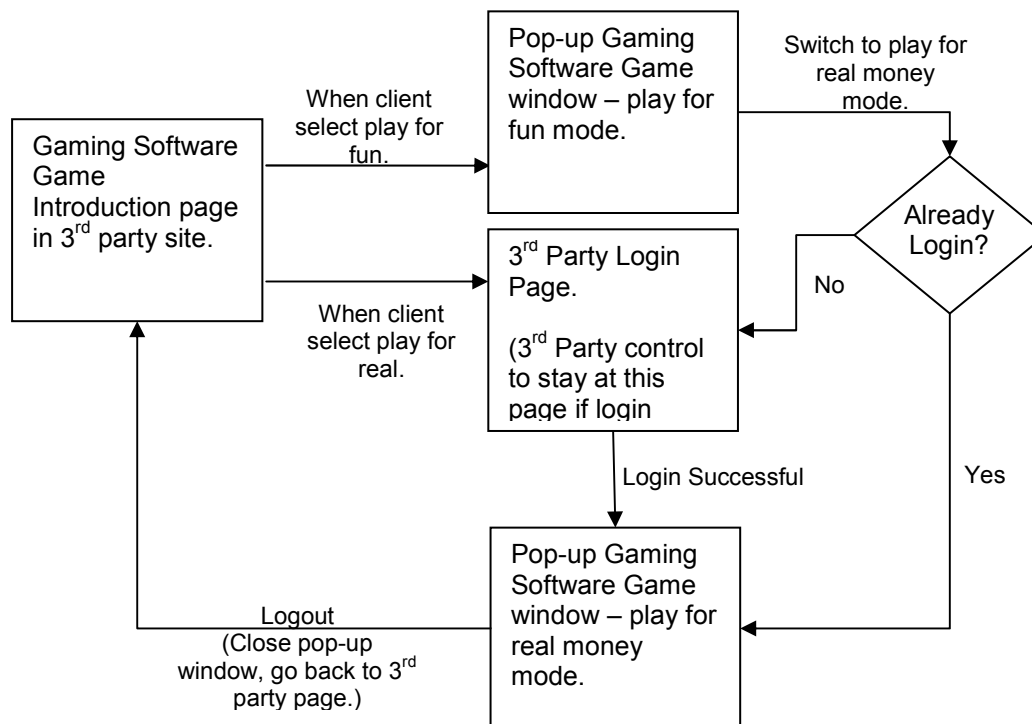 Pop-up Gaming
Software Game
window – play for
fun mode.
Switch to play for
real money
mode.
When client
select play for
fun.
Gaming Software
Game
Introduction page
in 3rd party site.
Already
Login?
3rd Party Login
Page.
(3rd Party control
to stay at this
page if login
No
When client
select play for
real.
Login Successful
Yes
Pop-up Gaming
Software Game
window – play for
real money
mode.
Logout
(Close pop-up
window, go back to 3rd
party page.)